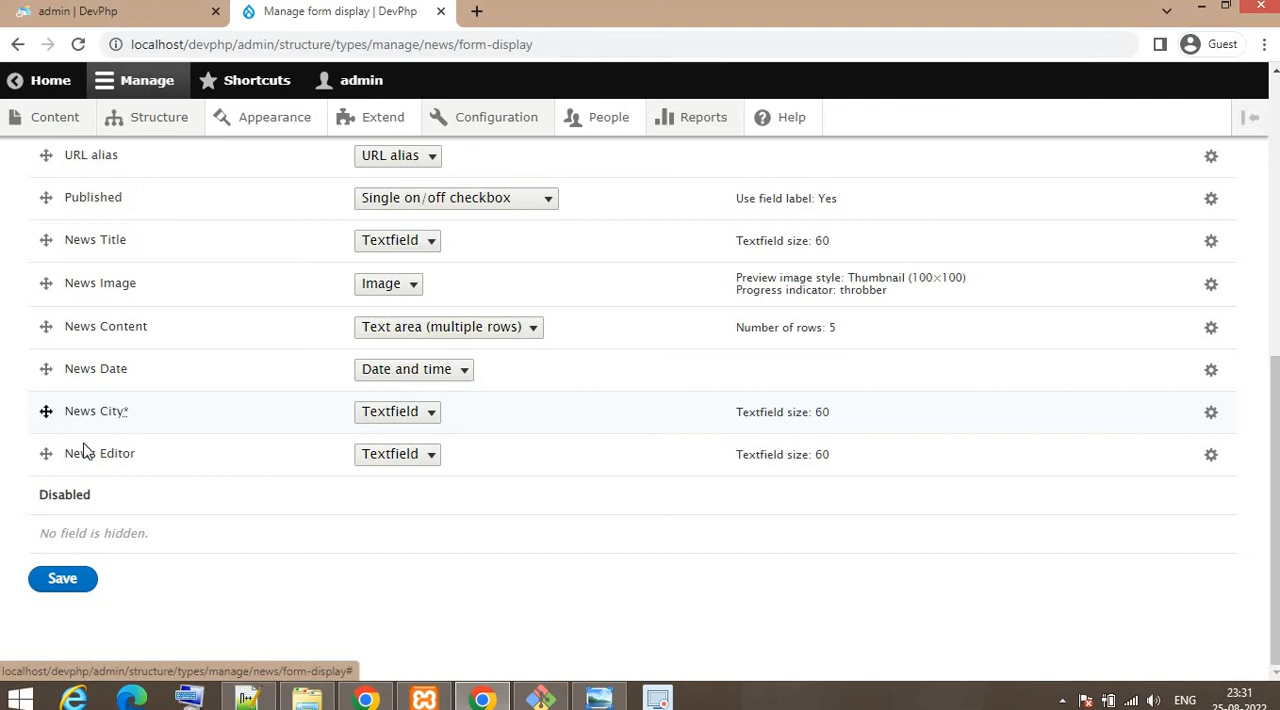 admin | DevPhp
Manage form display | DevPhp
localhost/devphp/admin/structure/types/manage/news/form-display
Guest
Home
Manage
Shortcuts
admin
Content
Structure
Appearance
Extend
Configuration
People
Reports
Help
URL alias URL alias
Published Single on/off checkbox Use field label: Yes
News Title Textfield Textfield size: 60
News Image Image Preview image style: Thumbnail (100×100)
Progress indicator: throbber
News Content Text area (multiple rows) Number of rows: 5
News Date Date and time
News City* Textfield Textfield size: 60
News Editor Textfield Textfield size: 60
Disabled
No field is hidden.
Save
localhost/devphp/admin/structure/types/manage/news/form-display#
ENG
23:31
25-08-2022